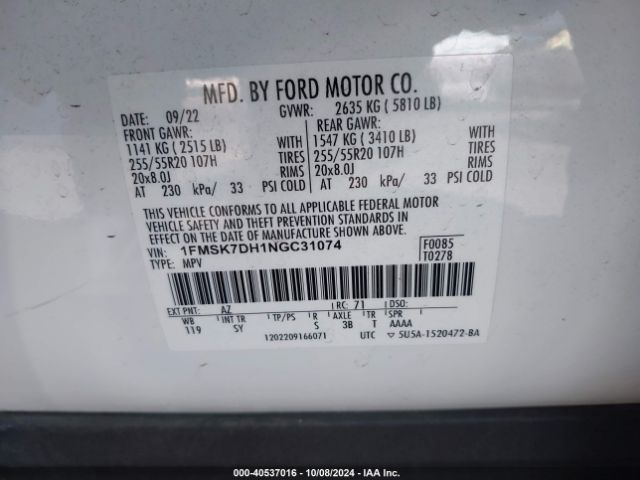 MFD. BY FORD MOTOR CO.
DATE: 09/22 GVWR: 2635 KG ( 5810 LB)
FRONT GAWR: REAR GAWR:
1141 KG ( 2515 LB) WITH 1547 KG ( 3410 LB) WITH
255/55R20 107H TIRES 255/55R20 107H TIRES
20x8.0J RIMS 20x8.0J RIMS
AT 230 kPa/ 33 PSI COLD AT 230 kPa/ 33 PSI COLD
THIS VEHICLE CONFORMS TO ALL APPLICABLE FEDERAL MOTOR
VEHICLE SAFETY AND THEFT PREVENTION STANDARDS IN
EFFECT ON THE DATE OF MANUFACTURE SHOWN ABOVE.
VIN: 1FMSK7DH1NGC31074 F0085
TYPE: MPV T0278
EXT PNT: AZ RC: 71 DSO:
WB INT TR TP/PS R AXLE TR SPR
119 SY S 3B T AAAA
1202209166071 UTC 5U5A-1520472-BA
000-40537016 - 10/08/2024 - IAA Inc.